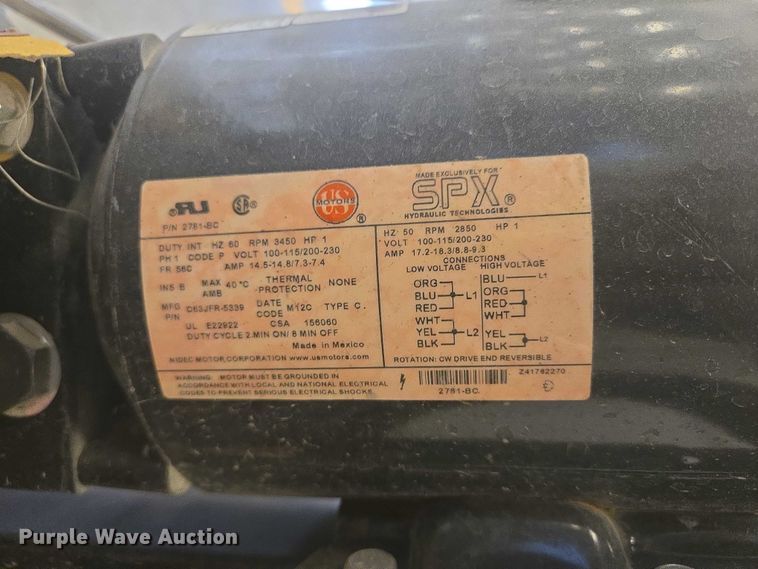 RU
SA
US
MOTORS
®
MADE EXCLUSIVELY FOR
SPX®
HYDRAULIC TECHNOLOGIES
P/N 2781-BC
DUTY INT HZ 60 RPM 3450 HP 1
PH 1 CODE P VOLT 100-115/200-230
FR 56C AMP 14.5-14.8/7.3-7.4
INS B MAX AMB 40°C THERMAL PROTECTION NONE
MFG P/N C63JFR-5339 DATE CODE M12C TYPE C.
UL E22922 CSA 156060
DUTY CYCLE 2 MIN ON/ 8 MIN OFF
Made in Mexico
NIDEC MOTOR CORPORATION www.usmotors.com
HZ 50 RPM 2850 HP 1
VOLT 100-115/200-230
AMP 17.2-18.3/8.8-9.3
CONNECTIONS
LOW VOLTAGE HIGH VOLTAGE
ORG BLU L1
BLU L1 ORG
RED RED
WHT WHT
YEL L2 YEL
BLK BLK L2
ROTATION: CW DRIVE END REVERSIBLE
WARNING: MOTOR MUST BE GROUNDED IN
ACCORDANCE WITH LOCAL AND NATIONAL ELECTRICAL
CODES TO PREVENT SERIOUS ELECTRICAL SHOCKS.
Z41762270
2781-BC.
Purple Wave Auction